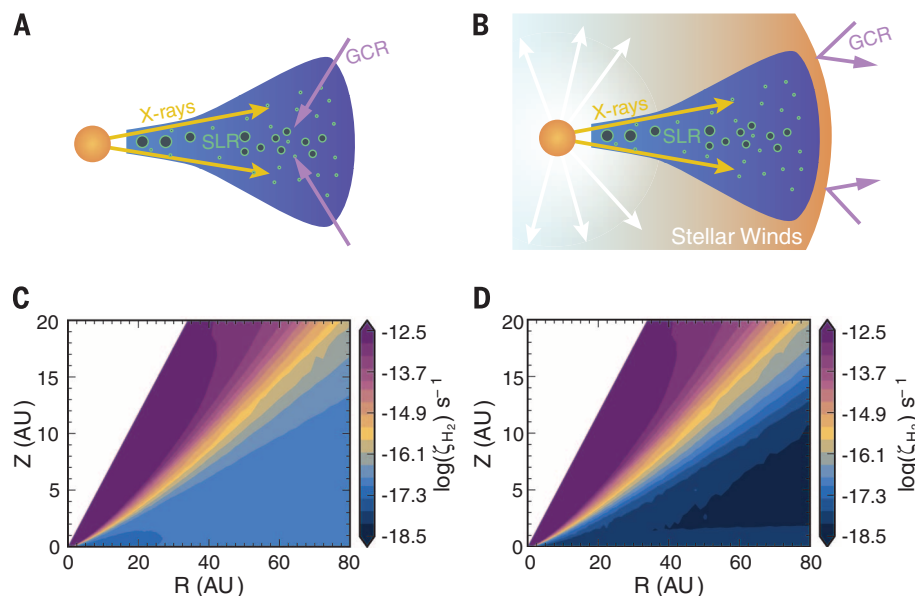 A
B
GCR
GCR
X-rays
X-rays
SLR
SLR
Stellar Winds
C
D
20
15
10
5
0
Z (AU)
0 20 40 60 80
R (AU)
-12.5
-13.7
-14.9
-16.1
-17.3
-18.5
log(ζH₂) s⁻¹
20
15
10
5
0
Z (AU)
0 20 40 60 80
R (AU)
-12.5
-13.7
-14.9
-16.1
-17.3
-18.5
log(ζH₂) s⁻¹